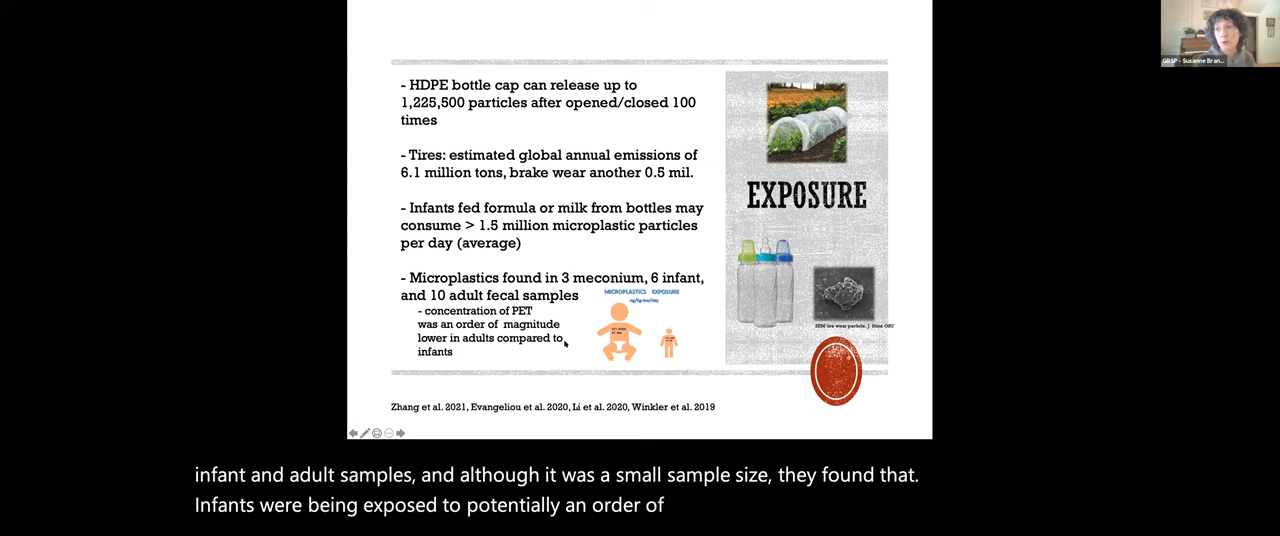 - HDPE bottle cap can release up to
1,225,500 particles after opened/closed 100
times
- Tires: estimated global annual emissions of
6.1 million tons, brake wear another 0.5 mil.
- Infants fed formula or milk from bottles may
consume > 1.5 million microplastic particles
per day (average)
- Microplastics found in 3 meconium, 6 infant,
and 10 adult fecal samples
- concentration of PET
was an order of magnitude
lower in adults compared to
infants
MICROPLASTICS EXPOSURE
EXPOSURE
Zhang et al. 2021, Evangeliou et al. 2020, Li et al. 2020, Winkler et al. 2019
GRSP - Susanne Bran...
infant and adult samples, and although it was a small sample size, they found that.
Infants were being exposed to potentially an order of